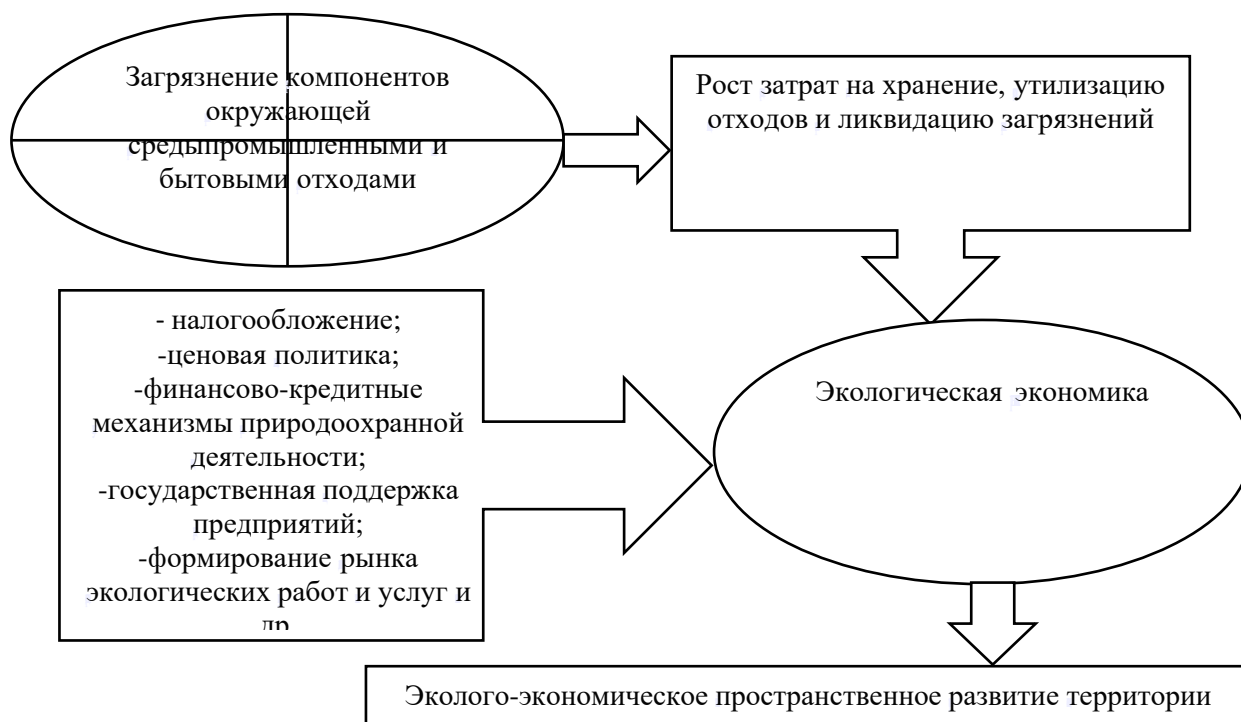 Загрязнение компонентов
окружающей
средыпромышленными и
бытовыми отходами
Рост затрат на хранение, утилизацию
отходов и ликвидацию загрязнений
- налогообложение;
-ценовая политика;
-финансово-кредитные
механизмы природоохранной
деятельности;
-государственная поддержка
предприятий;
-формирование рынка
экологических работ и услуг и
др
Экологическая экономика
Эколого-экономическое пространственное развитие территории